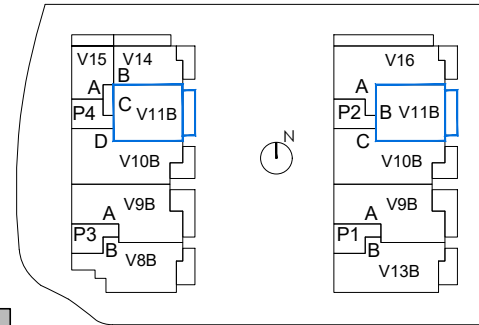 V15 V14
B
A
C
P4 V11B
D
V10B
A V9B
P3
B
V8B
N
V16
A
P2 B V11B
C
V10B
V9B
A
P1
B
V13B